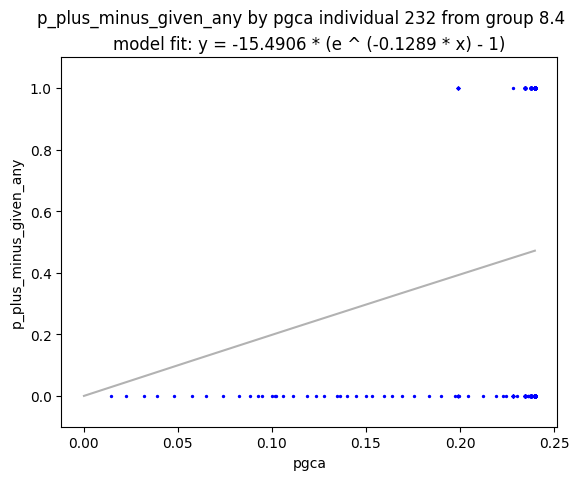 p_plus_minus_given_any by pgca individual 232 from group 8.4
model fit: y = -15.4906 * (e ^ (-0.1289 * x) - 1)
1.0
0.8
0.6
0.4
0.2
0.0
p_plus_minus_given_any
0.00 0.05 0.10 0.15 0.20 0.25
pgca